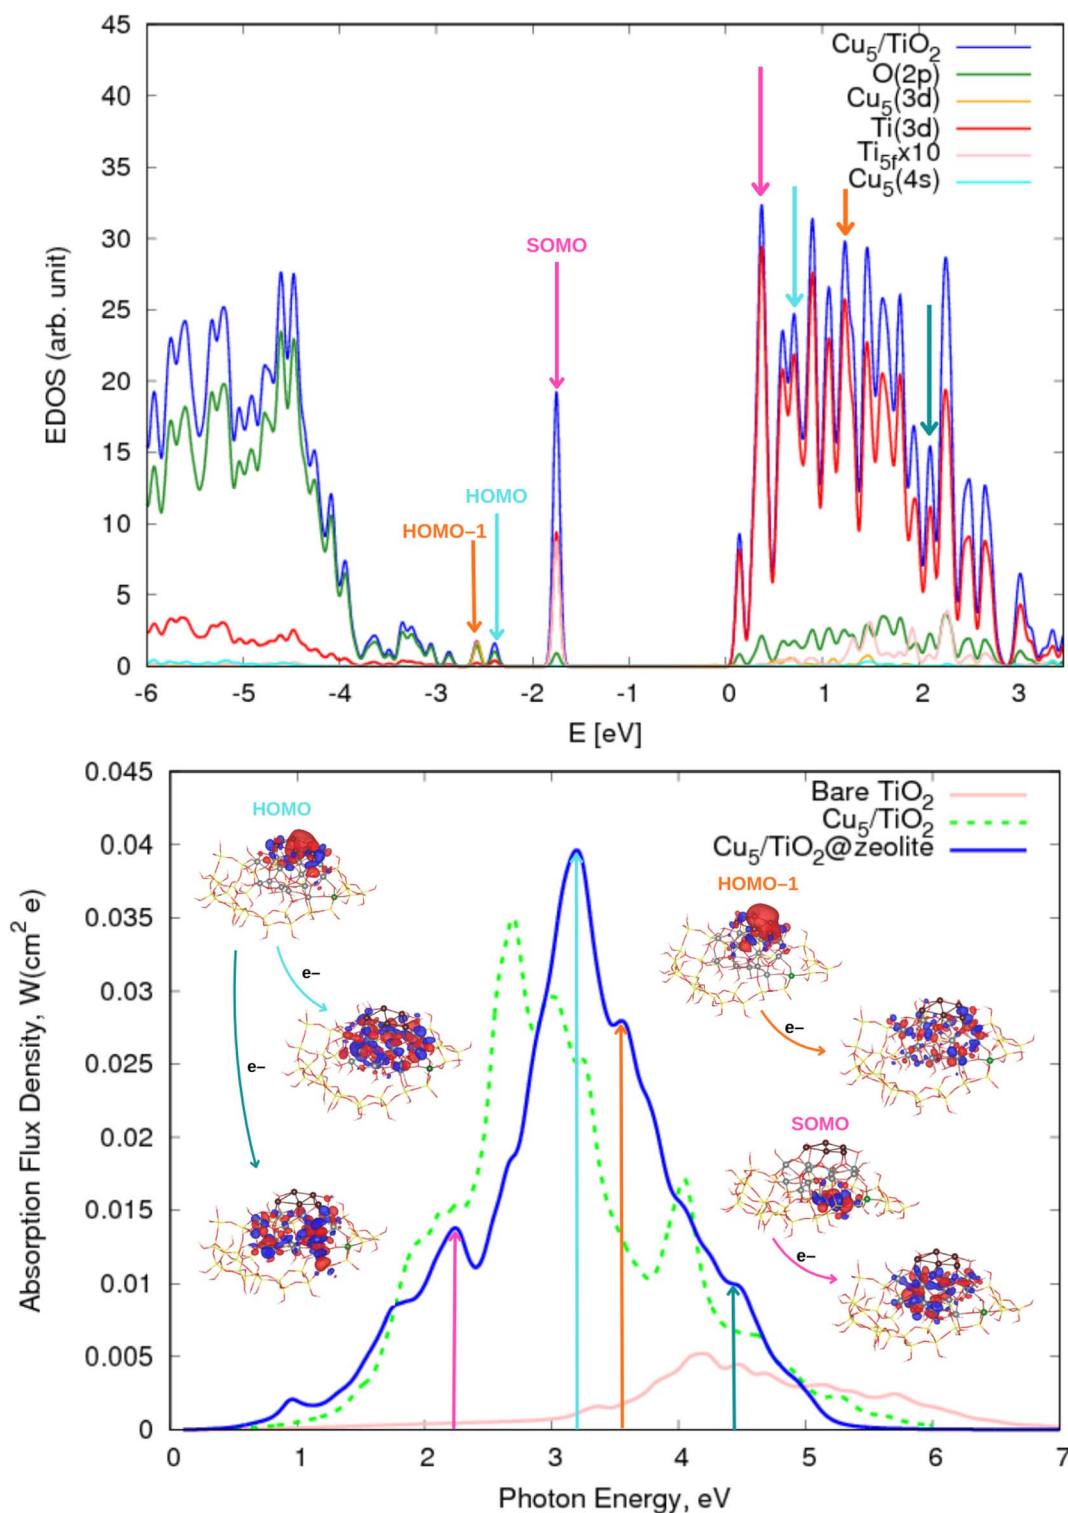 45
40
35
30
25
20
15
10
5
0
EDOS (arb. unit)
Cu₅/TiO₂
O(2p)
Cu₅(3d)
Ti(3d)
Ti₅fx10
Cu₅(4s)
SOMO
HOMO
HOMO–1
-6 -5 -4 -3 -2 -1 0 1 2 3
E [eV]
0.045
0.04
0.035
0.03
0.025
0.02
0.015
0.01
0.005
0
Absorption Flux Density, W(cm² e)
Bare TiO₂
Cu₅/TiO₂
Cu₅/TiO₂@zeolite
HOMO
HOMO–1
e–
e–
e–
SOMO
e–
0 1 2 3 4 5 6 7
Photon Energy, eV